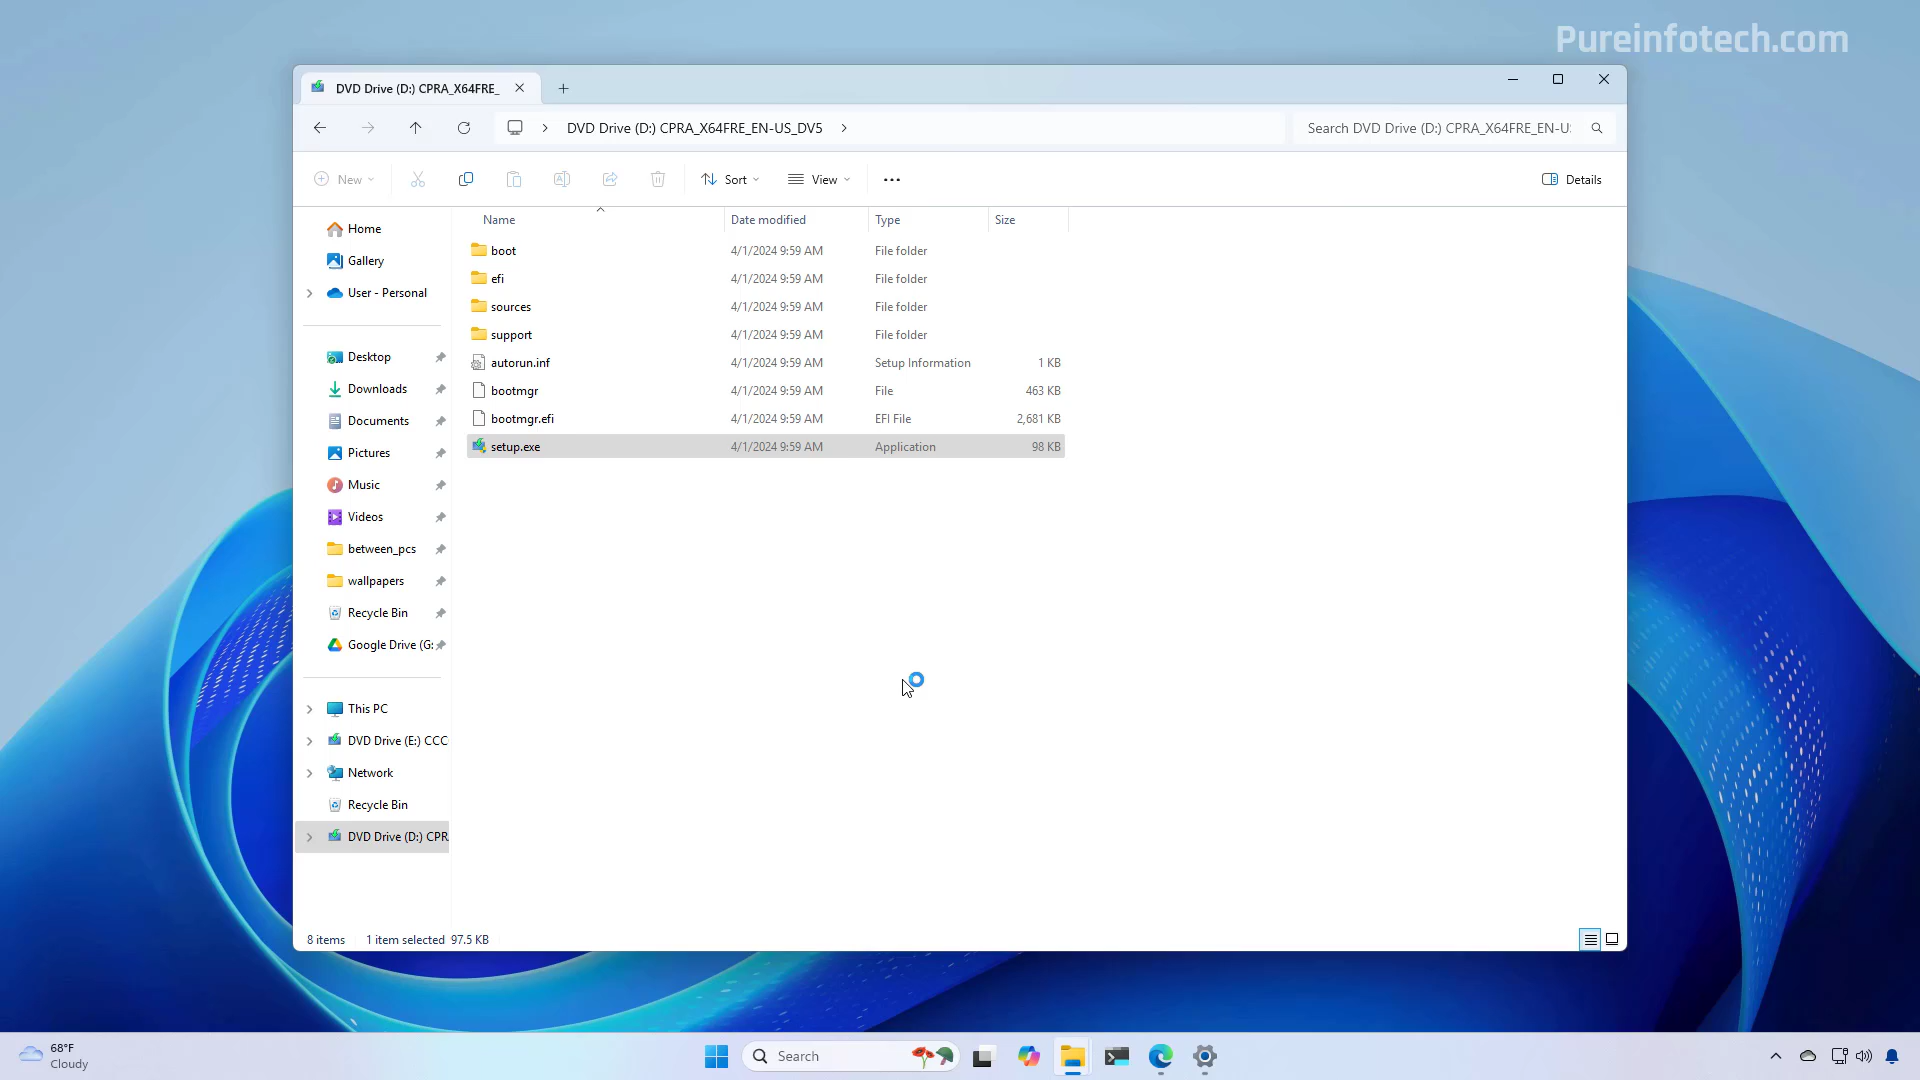 Pureinfotech.com
DVD Drive (D:) CPRA_X64FRE_
DVD Drive (D:) CPRA_X64FRE_EN-US_DV5
Search DVD Drive (D:) CPRA_X64FRE_EN-U
New
Sort
View
Details
Name Date modified Type Size
Home
Gallery
User - Personal
Desktop
Downloads
Documents
Pictures
Music
Videos
between_pcs
wallpapers
Recycle Bin
Google Drive (G:
This PC
DVD Drive (E:) CCC
Network
Recycle Bin
DVD Drive (D:) CPR
boot 4/1/2024 9:59 AM File folder
efi 4/1/2024 9:59 AM File folder
sources 4/1/2024 9:59 AM File folder
support 4/1/2024 9:59 AM File folder
autorun.inf 4/1/2024 9:59 AM Setup Information 1 KB
bootmgr 4/1/2024 9:59 AM File 463 KB
bootmgr.efi 4/1/2024 9:59 AM EFI File 2,681 KB
setup.exe 4/1/2024 9:59 AM Application 98 KB
8 items 1 item selected 97.5 KB
68°F
Cloudy
Search